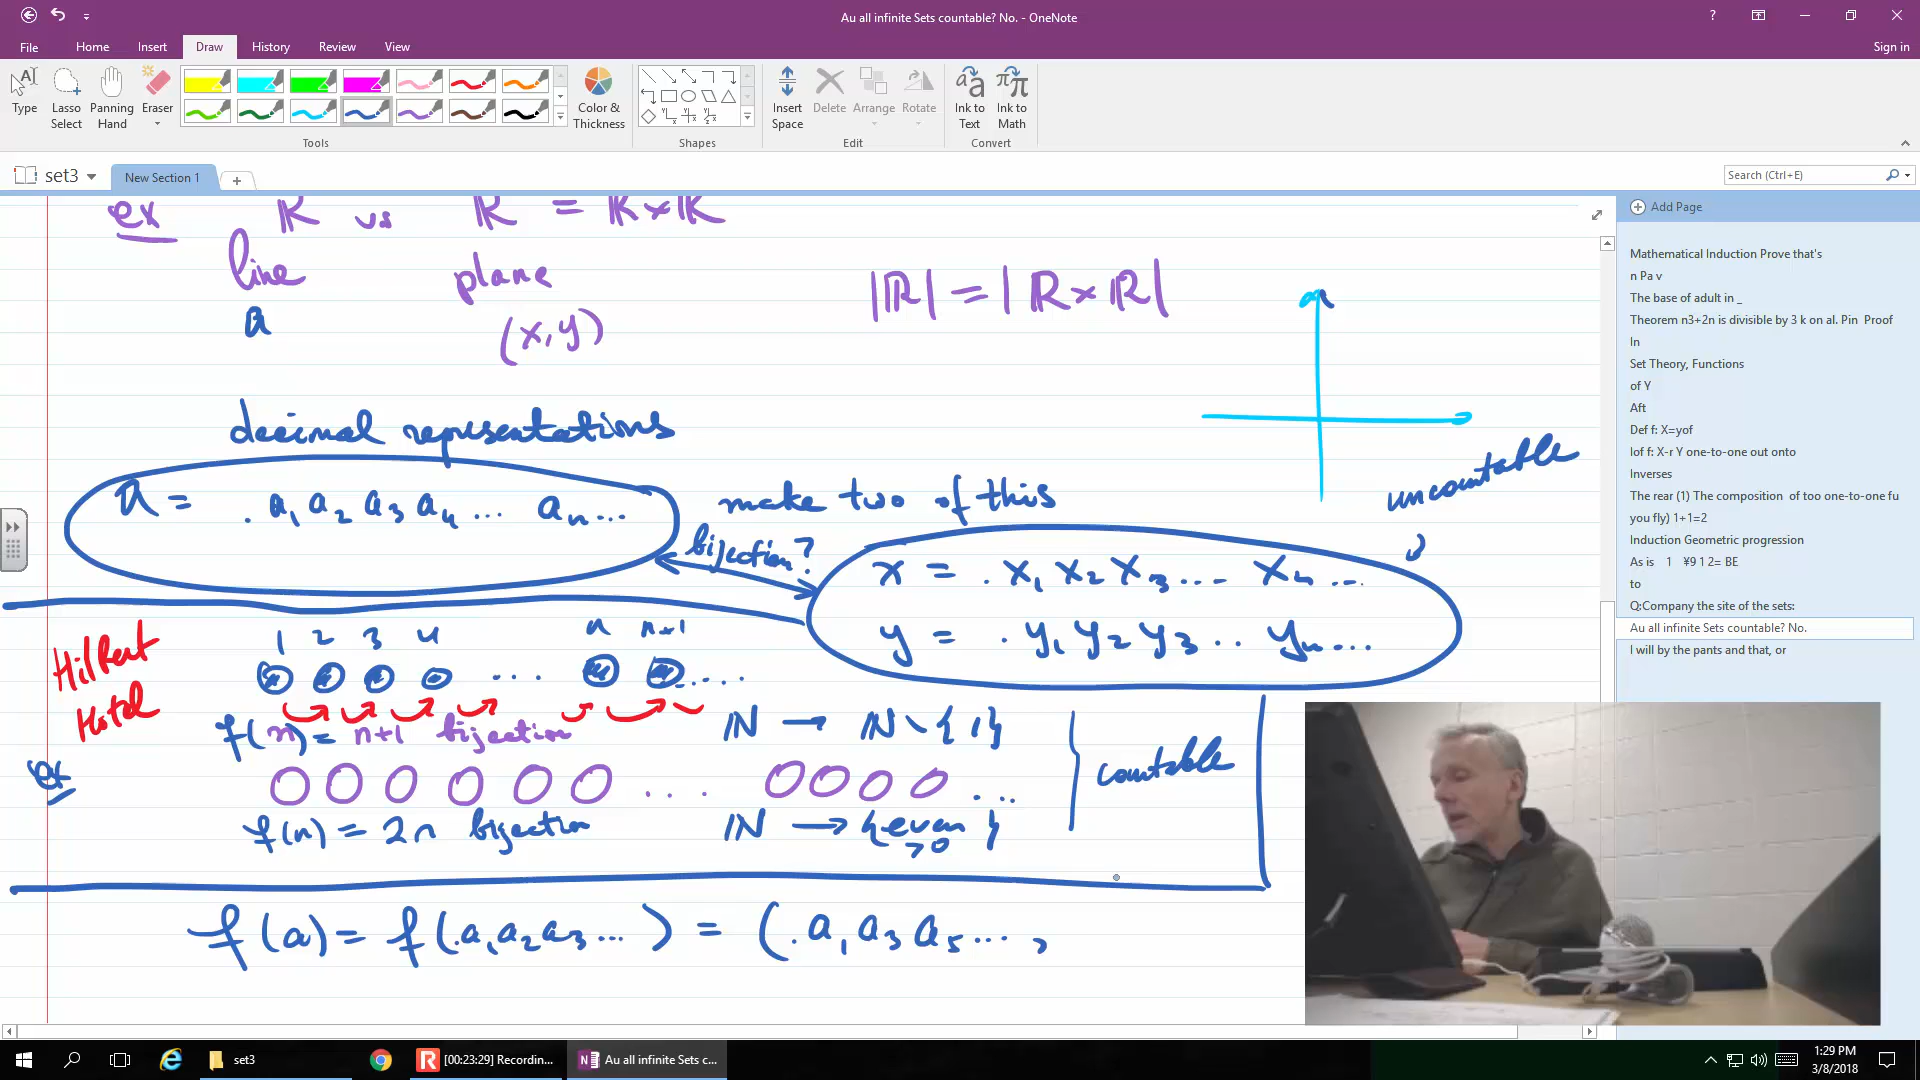 Au all infinite Sets countable? No. - OneNote
File Home Insert Draw History Review View
Sign in
Type
Lasso Select
Panning Hand
Eraser
Color & Thickness
Insert Space
Delete
Arrange
Rotate
Ink to Text
Ink to Math
Tools
Shapes
Edit
Convert
set3
New Section 1
Search (Ctrl+E)
Add Page
Mathematical Induction Prove that's
n Pa v
The base of adult in _
Theorem n3+2n is divisible by 3 k on al. Pin Proof
In
Set Theory, Functions
of Y
Aft
Def f: X=yof
Iof f: X-r Y one-to-one out onto
Inverses
The rear (1) The composition of too one-to-one fu
you fly) 1+1=2
Induction Geometric progression
As is 1 ¥9 1 2= BE
to
Q:Company the site of the sets:
Au all infinite Sets countable? No.
I will by the pants and that, or
ex ℝ vs ℝ = ℝ×ℝ
line plane
a (x,y)
|ℝ| = |ℝ×ℝ|
decimal representations
a = .a₁a₂a₃a₄... aₙ...
make two of this
uncountable
bijection?
x = .x₁x₂x₃... xₙ...
y = .y₁y₂y₃.. yₙ...
Hilbert Hotel
1 2 3 4 n n+1
... ....
f(n) = n+1 bijection ℕ → ℕ∖{1}
countable
ex
... ...
f(n) = 2n bijection ℕ → {even >0}
f(a) = f(.a₁a₂a₃...) = (.a₁a₃a₅...,
set3
[00:23:29] Recordin...
Au all infinite Sets c...
1:29 PM
3/8/2018